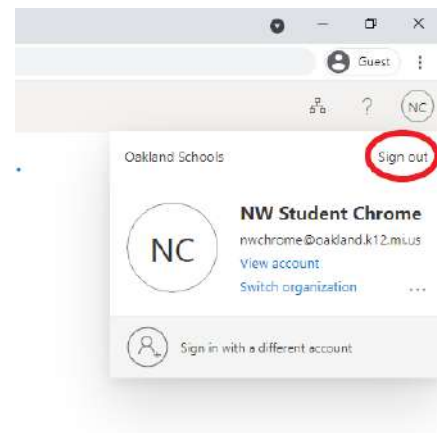 Guest
?
NC
Oakland Schools
Sign out
NC
NW Student Chrome
nwchrome@oakland.k12.mi.us
View account
Switch organization
...
Sign in with a different account